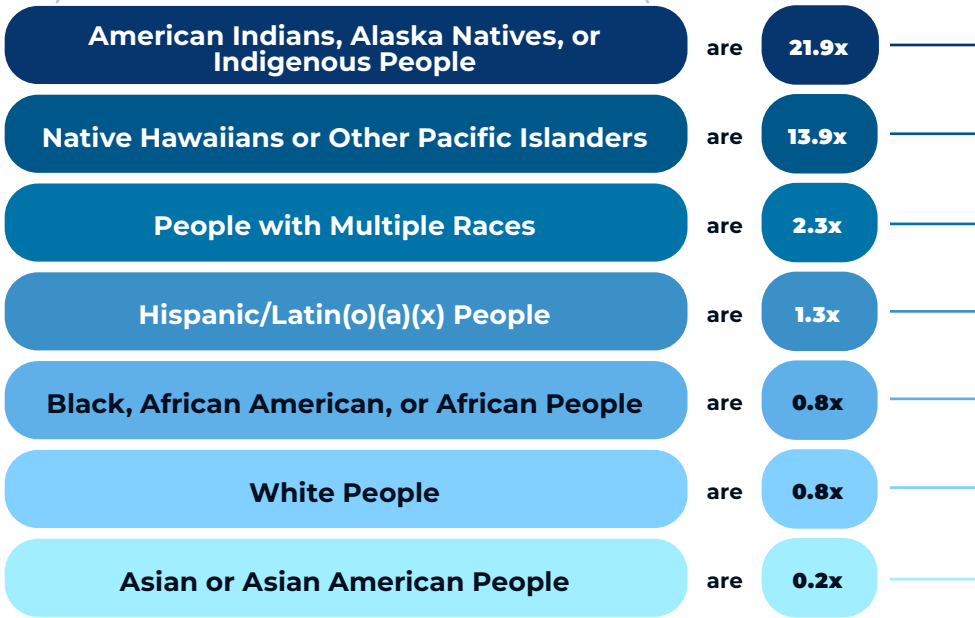 American Indians, Alaska Natives, or
Indigenous People
are
21.9x
Native Hawaiians or Other Pacific Islanders
are
13.9x
People with Multiple Races
are
2.3x
Hispanic/Latin(o)(a)(x) People
are
1.3x
Black, African American, or African People
are
0.8x
White People
are
0.8x
Asian or Asian American People
are
0.2x